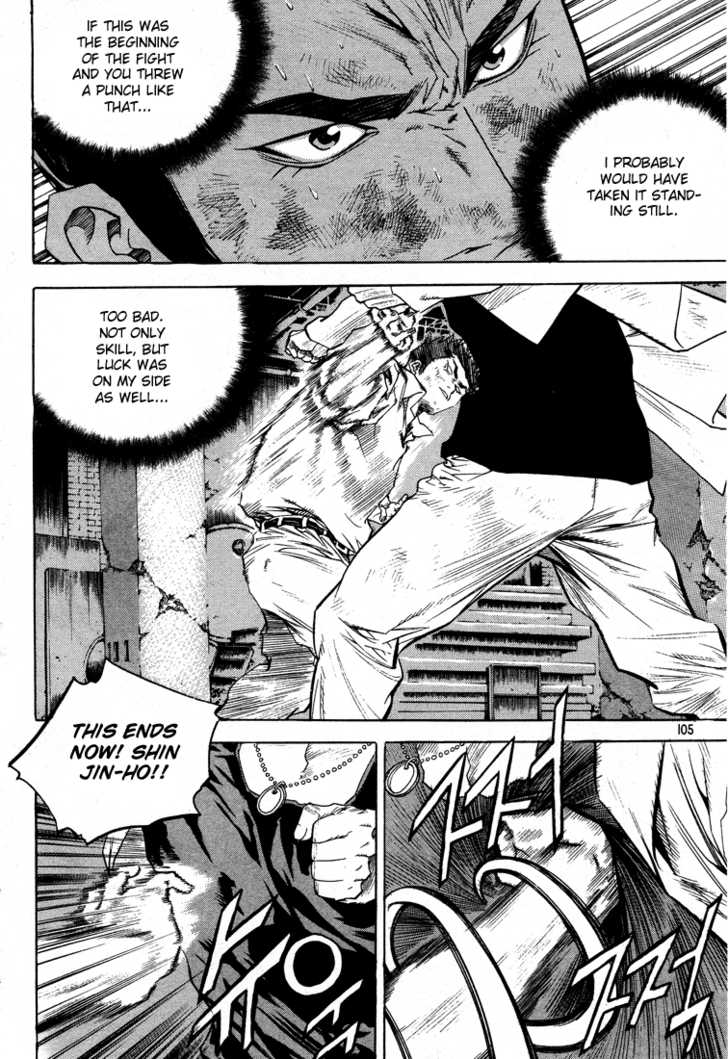 IF THIS WAS
THE BEGINNING
OF THE FIGHT
AND YOU THREW
A PUNCH LIKE
THAT...
I PROBABLY
WOULD HAVE
TAKEN IT STAND-
ING STILL.
TOO BAD.
NOT ONLY
SKILL, BUT
LUCK WAS
ON MY SIDE
AS WELL...
105
THIS ENDS
NOW! SHIN
JIN-HO!!